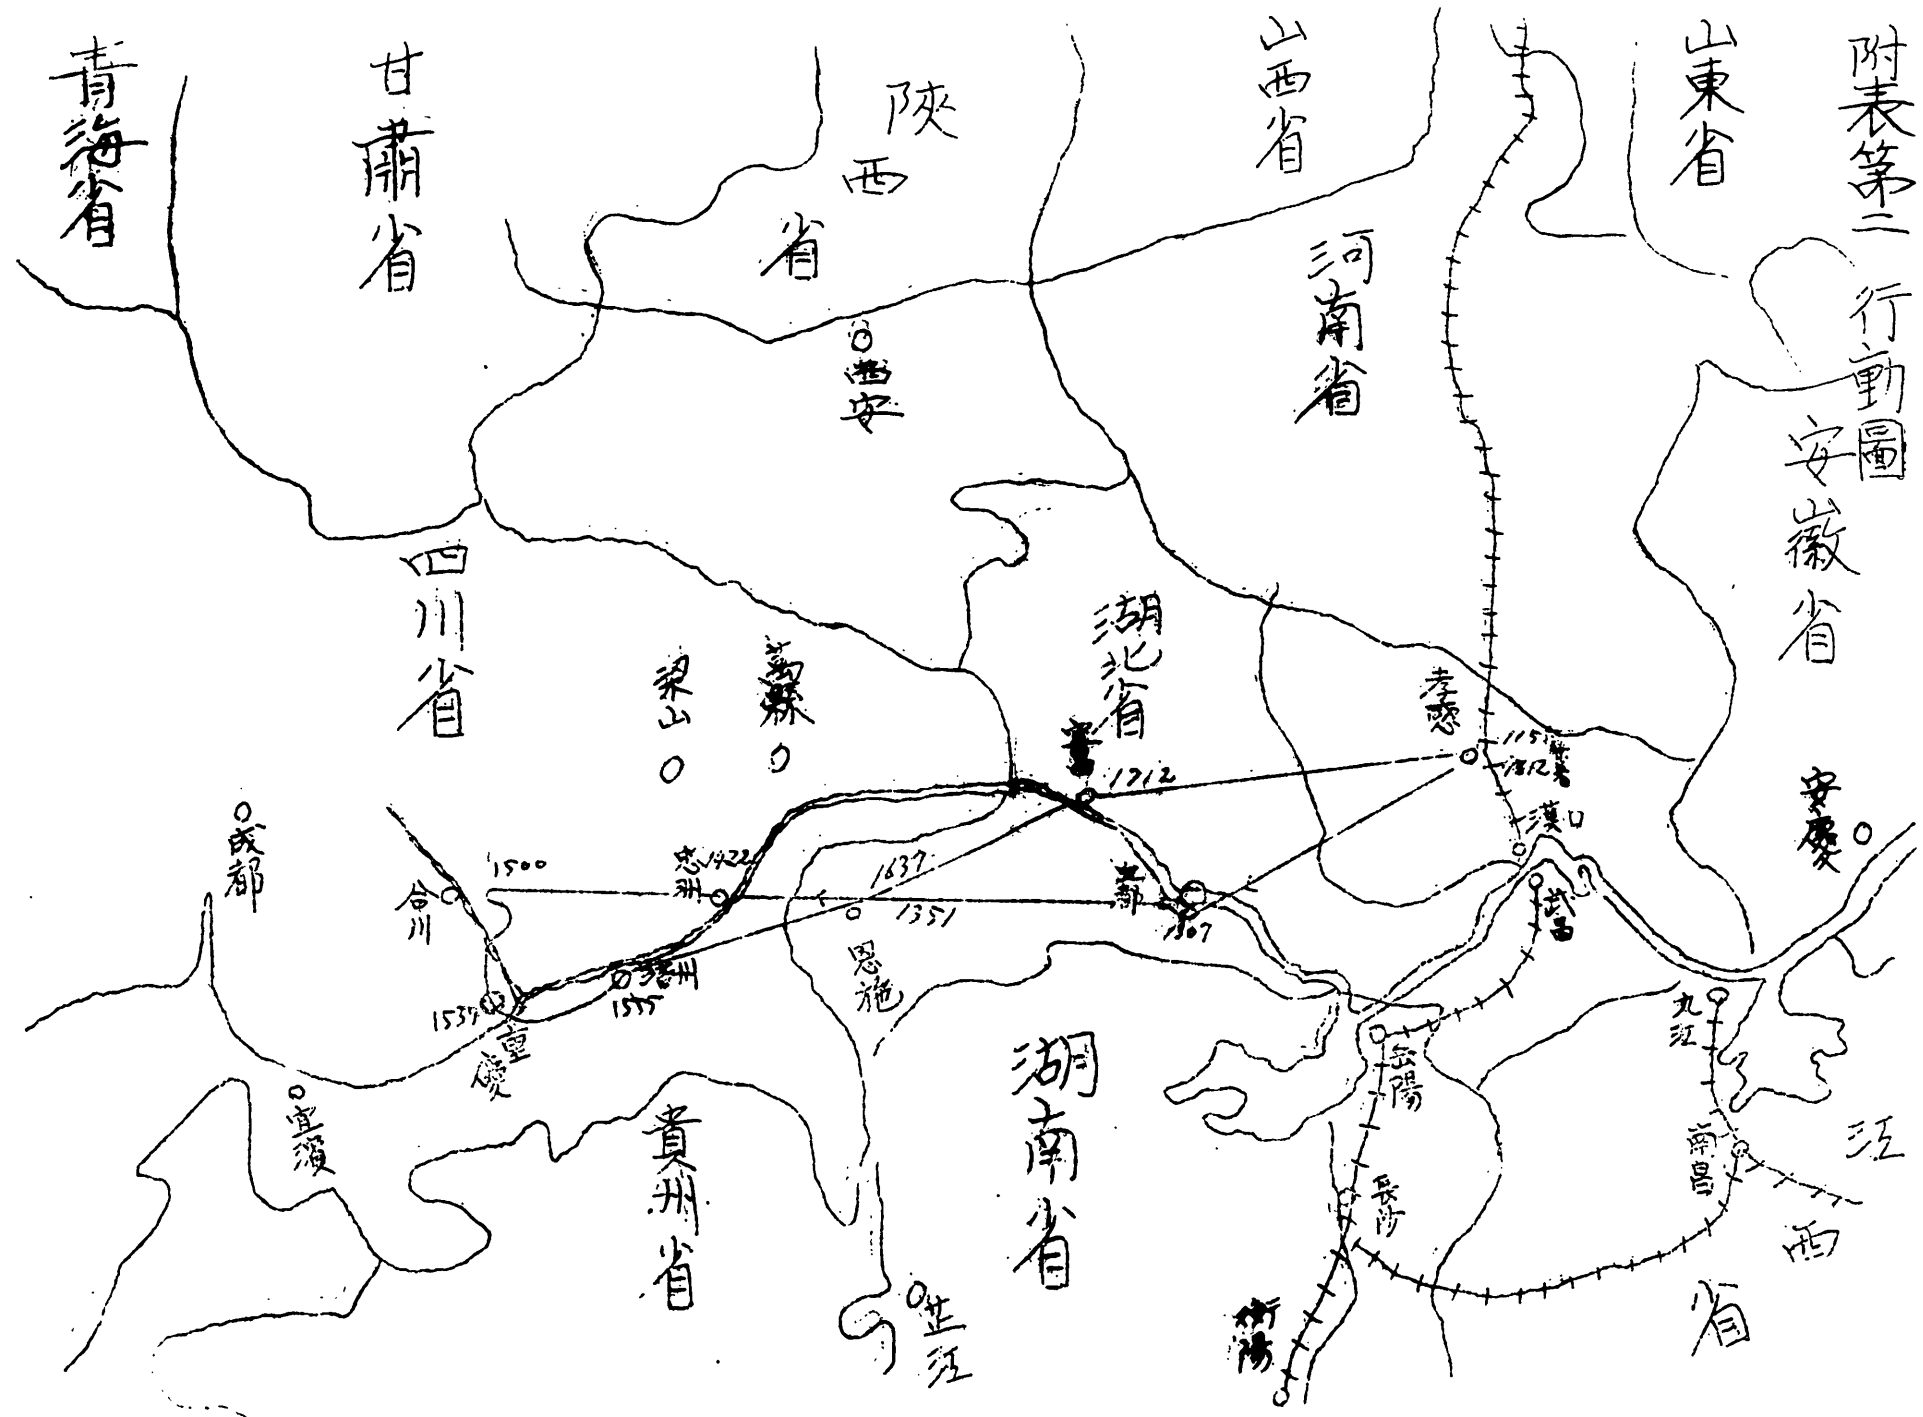 附表第二 行動圖
山東省
安徽省
山西省
河南省
陝西省
甘肅省
青海省
西安
四川省
湖北省
梁山
萬縣
孝感
1712
漢口
安慶
成都
1500
忠州
1422
1637
1351
宜都
1307
武昌
合川
恩施
1537
重慶
九江
岳陽
宜濱
貴州省
湖南省
南昌
長沙
江西省
芷江
衡陽